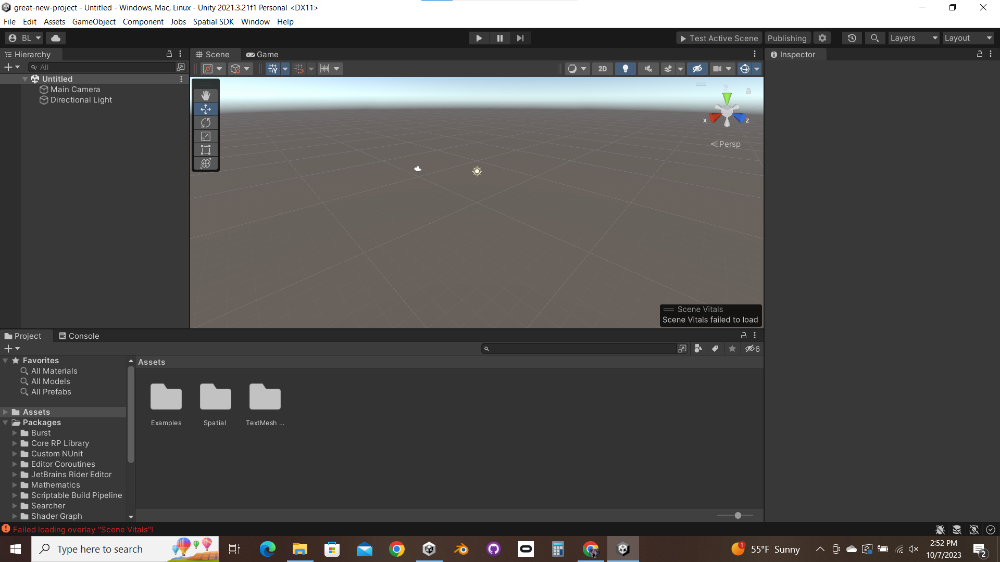 great-new-project - Untitled - Windows, Mac, Linux - Unity 2021.3.21f1 Personal <DX11>
File Edit Assets GameObject Component Jobs Spatial SDK Window Help
BL Test Active Scene Publishing Layers Layout
Hierarchy
All
Untitled
Main Camera
Directional Light
Scene Game
2D
y
x z
Persp
Scene Vitals
Scene Vitals failed to load
Inspector
Project Console
6
Favorites
All Materials
All Models
All Prefabs
Assets
Packages
Burst
Core RP Library
Custom NUnit
Editor Coroutines
JetBrains Rider Editor
Mathematics
Scriptable Build Pipeline
Searcher
Shader Graph
Assets
Examples Spatial TextMesh ...
Failed loading overlay "Scene Vitals"!
Type here to search
1
55°F Sunny
2:52 PM
10/7/2023
2